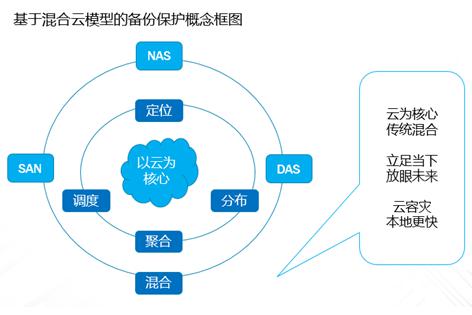 基于混合云模型的备份保护概念框图
NAS
定位
以云为
核心
SAN
DAS
调度
分布
聚合
混合
云为核心
传统混合
立足当下
放眼未来
云容灾
本地更快